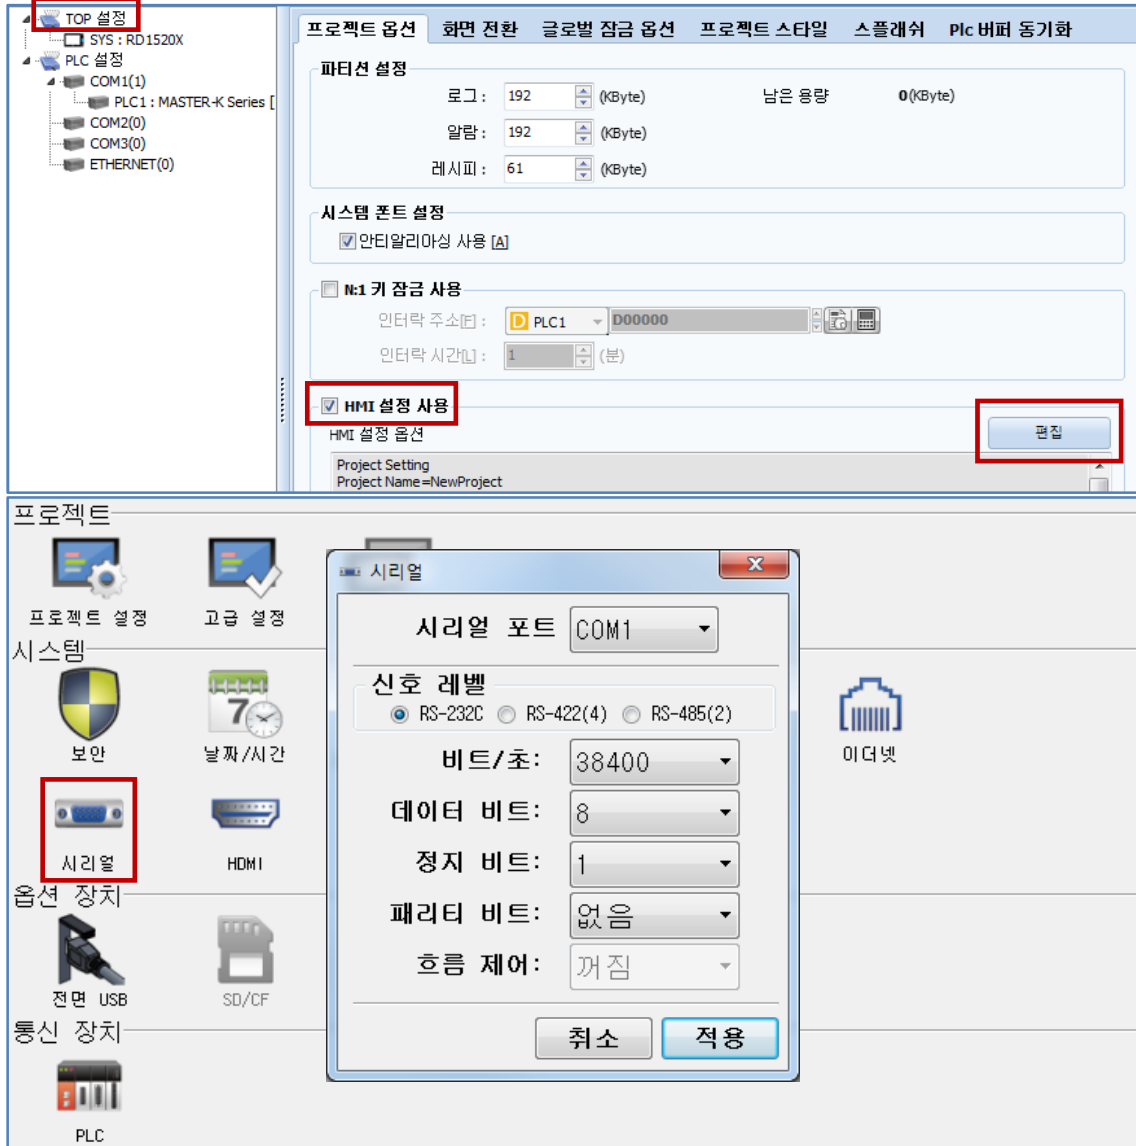 TOP 설정
SYS : RD1520X
PLC 설정
COM1(1)
PLC1 : MASTER-K Series [
COM2(0)
COM3(0)
ETHERNET(0)
프로젝트 옵션 화면 전환 글로벌 잠금 옵션 프로젝트 스타일 스플래쉬 Plc 버퍼 동기화
파티션 설정
로그 : 192 (KByte) 남은 용량 0(KByte)
알람 : 192 (KByte)
레시피 : 61 (KByte)
시스템 폰트 설정
안티알리아싱 사용 [A]
N:1 키 잠금 사용
인터락 주소[F] : D PLC1 D00000
인터락 시간[L] : 1 (분)
HMI 설정 사용
HMI 설정 옵션
편집
Project Setting
Project Name=NewProject
프로젝트
프로젝트 설정 고급 설정
시스템
보안 날짜/시간 이더넷
시리얼 HDMI
옵션 장치
전면 USB SD/CF
통신 장치
PLC
시리얼
시리얼 포트 COM1
신호 레벨
RS-232C RS-422(4) RS-485(2)
비트/초: 38400
데이터 비트: 8
정지 비트: 1
패리티 비트: 없음
흐름 제어: 꺼짐
취소 적용